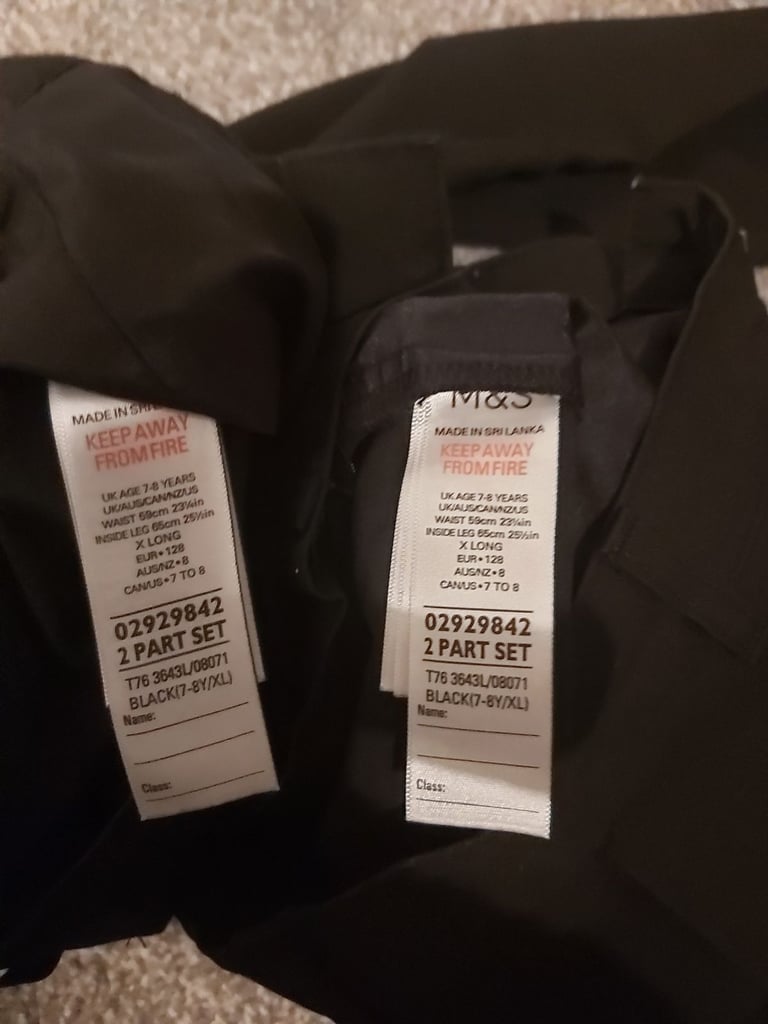 MADE IN SRI
KEEP AWAY
FROM FIRE
UK AGE 7-8 YEARS
UK/AUS/CAN/NZ/US
WAIST 59cm 23¼in
INSIDE LEG 65cm 25½in
X LONG
EUR•128
AUS/NZ•8
CAN/US•7 TO 8
02929842
2 PART SET
T76 3643L/08071
BLACK(7-8Y/XL)
Name:
Class:
M&S
MADE IN SRI LANKA
KEEP AWAY
FROM FIRE
UK AGE 7-8 YEARS
UK/AUS/CAN/NZ/US
WAIST 59cm 23¼in
INSIDE LEG 65cm 25½in
X LONG
EUR•128
AUS/NZ•8
CAN/US•7 TO 8
02929842
2 PART SET
T76 3643L/08071
BLACK(7-8Y/XL)
Name:
Class: